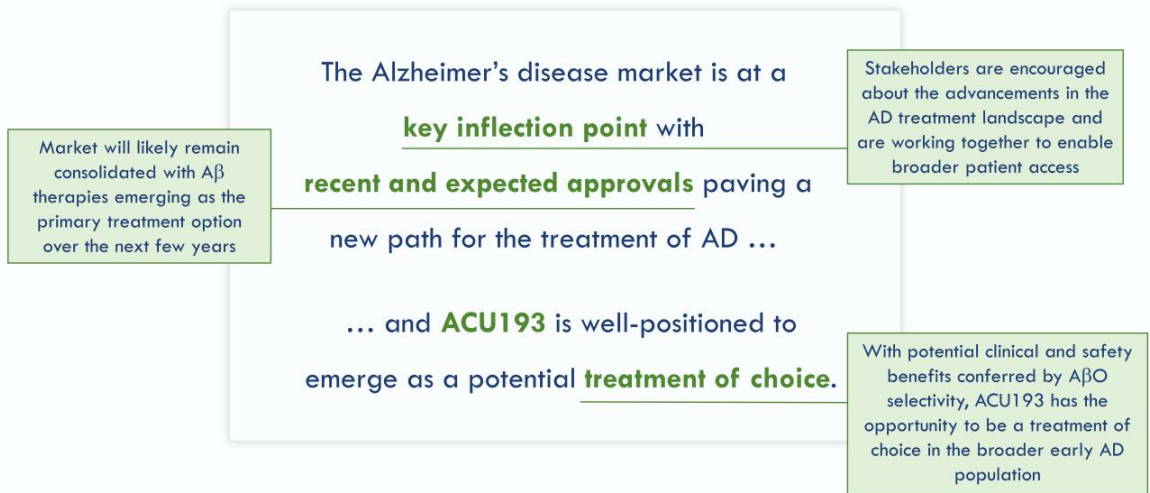 The Alzheimer’s disease market is at a
key inflection point with
recent and expected approvals paving a
new path for the treatment of AD …
… and ACU193 is well-positioned to
emerge as a potential treatment of choice.
Stakeholders are encouraged
about the advancements in the
AD treatment landscape and
are working together to enable
broader patient access
Market will likely remain
consolidated with Aβ
therapies emerging as the
primary treatment option
over the next few years
With potential clinical and safety
benefits conferred by AβO
selectivity, ACU193 has the
opportunity to be a treatment of
choice in the broader early AD
population